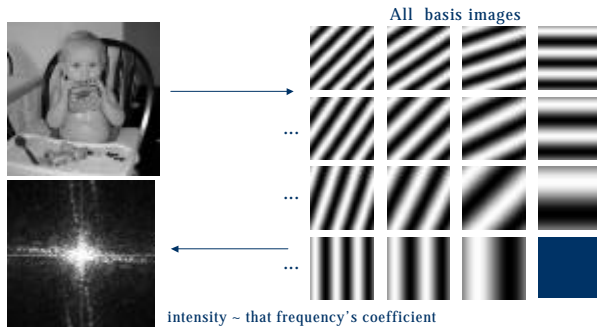 All basis images
...
...
...
intensity ~ that frequency's coefficient